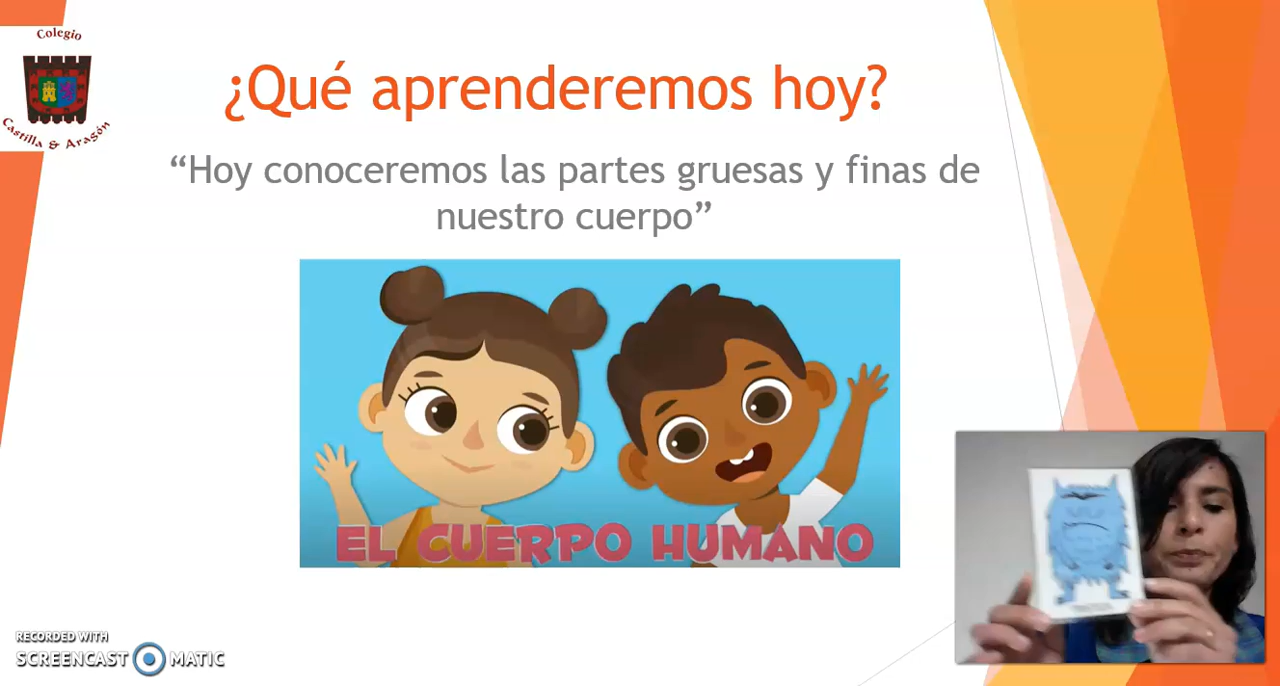 Colegio
Castilla & Aragón
¿Qué aprenderemos hoy?
“Hoy conoceremos las partes gruesas y finas de
nuestro cuerpo”
EL CUERPO HUMANO
RECORDED WITH
SCREENCAST MATIC